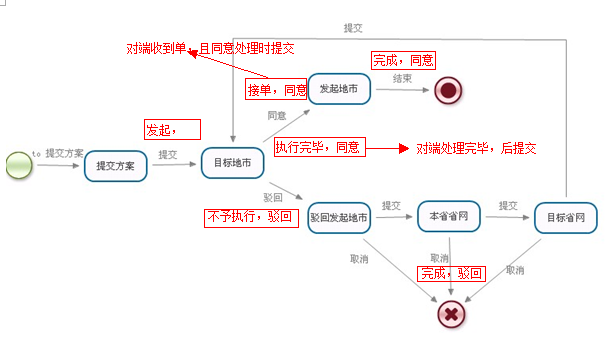 提交
对端收到单，且同意处理时提交
完成，同意
接单，同意
发起地市
结束
同意
发起，
执行完毕，同意
对端处理完毕，后提交
to 提交方案
提交方案
提交
目标地市
驳回
不予执行，驳回
驳回发起地市
提交
本省省网
提交
目标省网
取消
取消
取消
完成，驳回